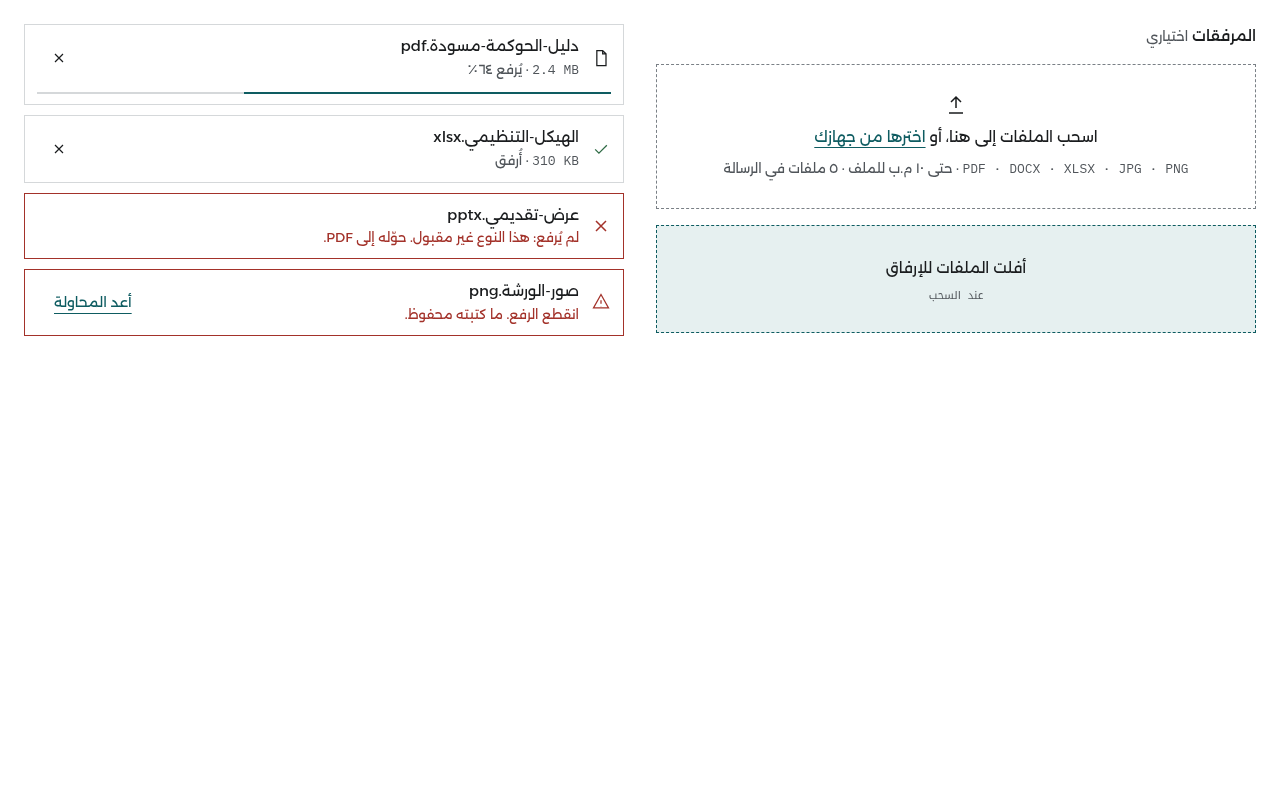 المرفقات اختياري
اسحب الملفات إلى هنا، أو اخترها من جهازك
PDF · DOCX · XLSX · JPG · PNG · حتى ١٠ م.ب للملف · ٥ ملفات في الرسالة
أفلت الملفات للإرفاق
عند السحب
دليل-الحوكمة-مسودة.pdf
2.4 MB · يُرفع ٦٤٪
الهيكل-التنظيمي.xlsx
310 KB · أُرفق
عرض-تقديمي.pptx
لم يُرفع: هذا النوع غير مقبول. حوّله إلى PDF.
صور-الورشة.png
انقطع الرفع. ما كتبته محفوظ.
أعد المحاولة